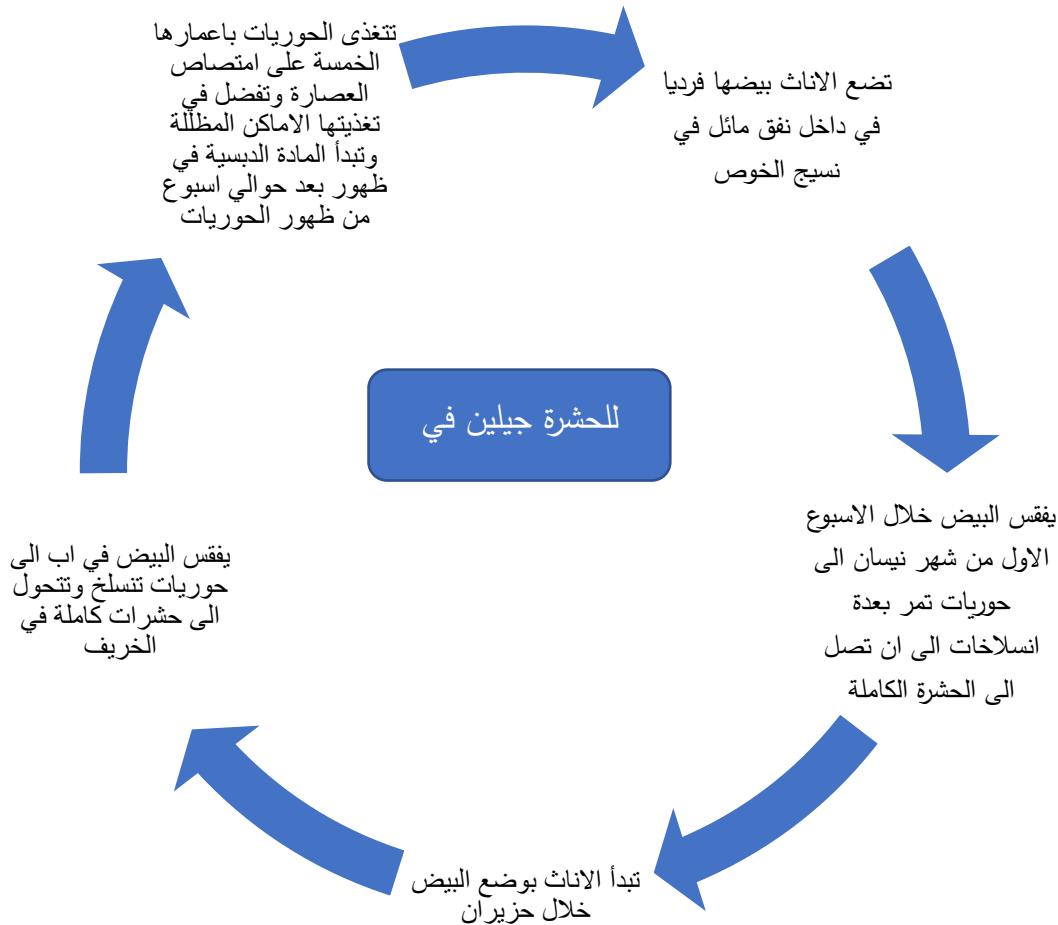 تتغذى الحوريات باعمارها
الخمسة على امتصاص
العصارة وتفضل في
تغذيتها الاماكن المظللة
وتبدأ المادة الدبسية في
ظهور بعد حوالي اسبوع
من ظهور الحوريات
تضع الاناث بيضها فرديا
في داخل نفق مائل في
نسيج الخوص
للحشرة جيلين في
يفقس البيض خلال الاسبوع
الاول من شهر نيسان الى
حوريات تمر بعدة
انسلاخات الى ان تصل
الى الحشرة الكاملة
يفقس البيض في اب الى
حوريات تنسلخ وتتحول
الى حشرات كاملة في
الخريف
تبدأ الاناث بوضع البيض
خلال حزيران